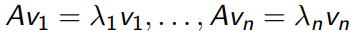 Av₁ = λ₁v₁, . . . , Avₙ = λₙvₙ